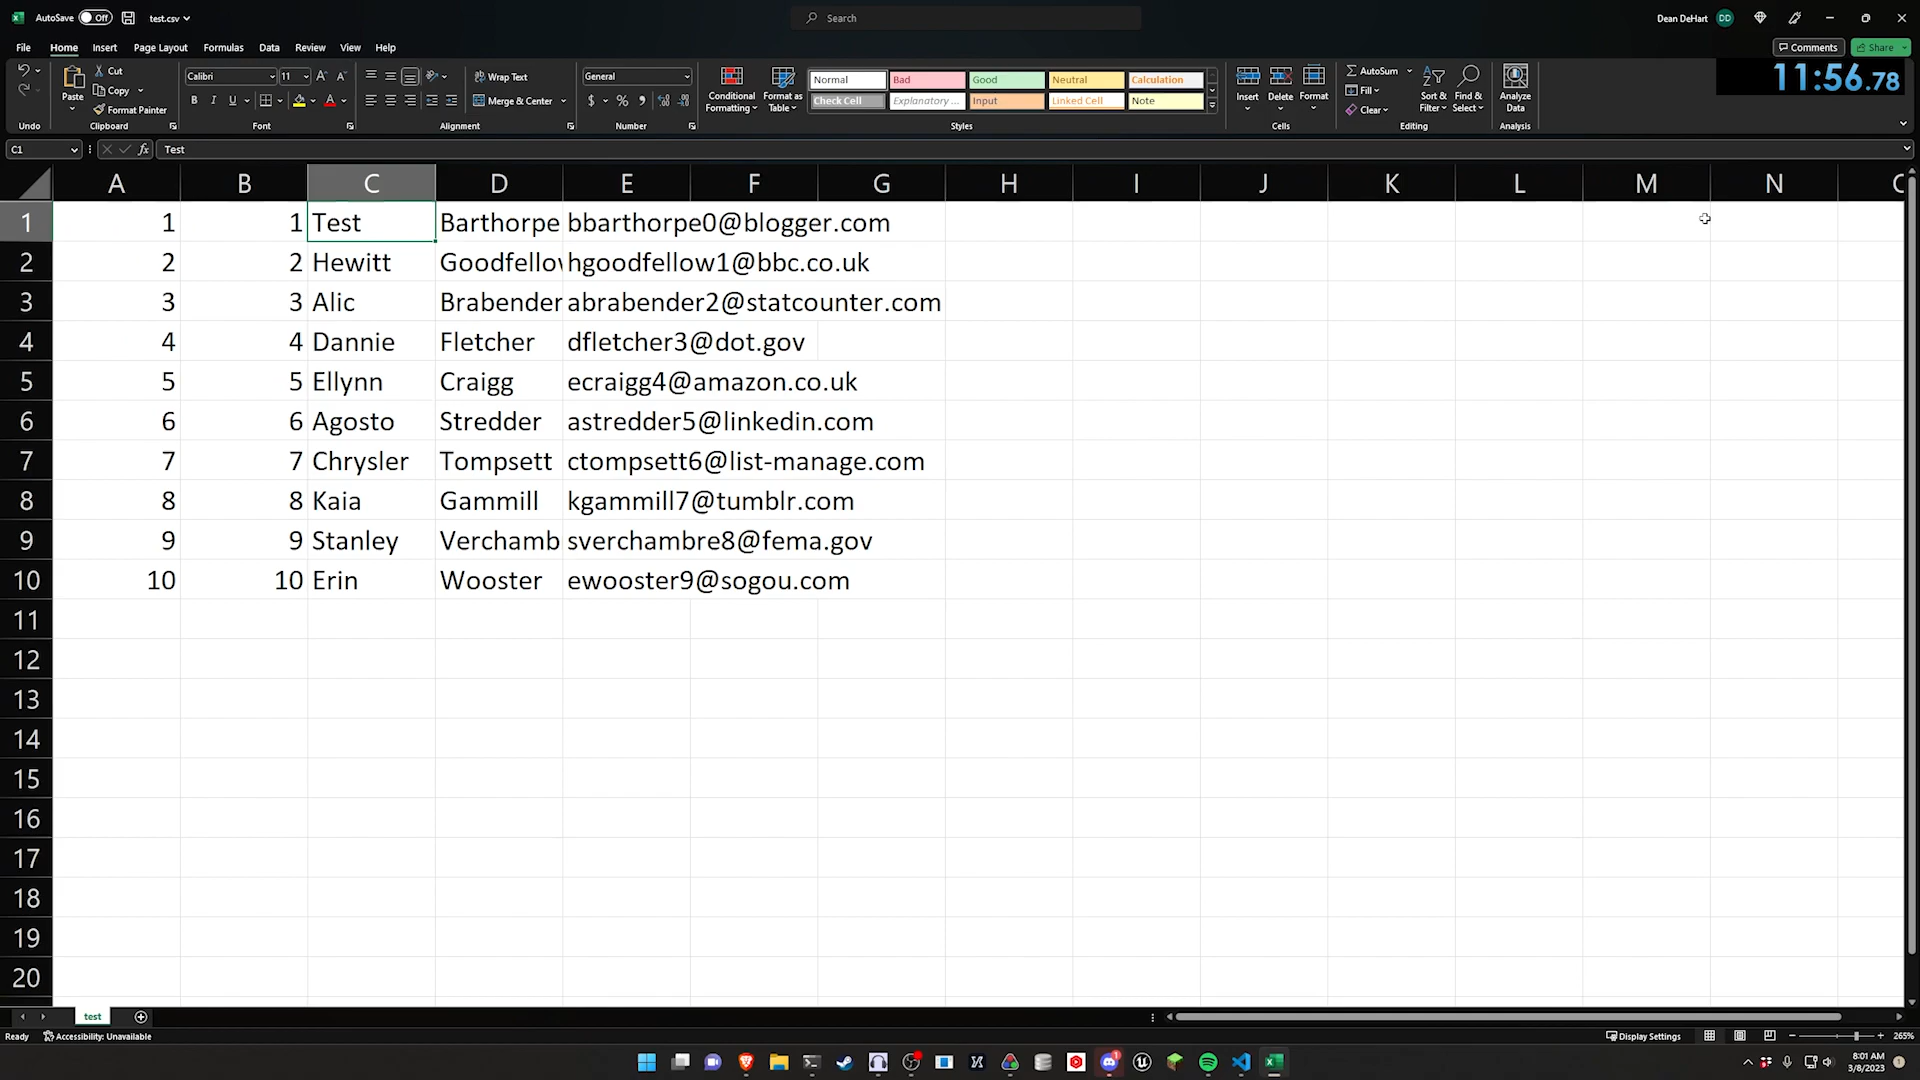 AutoSave Off test.csv Search Dean DeHart DD
File Home Insert Page Layout Formulas Data Review View Help Comments Share
11:56.78
Paste Cut Copy Format Painter
Calibri 11 A A B I U A
Wrap Text Merge & Center
General $ %
Conditional Formatting Format as Table
Normal Bad Good Neutral Calculation
Check Cell Explanatory ... Input Linked Cell Note
Insert Delete Format
AutoSum Fill Clear Sort & Filter Find & Select Analyze Data
Undo Clipboard Font Alignment Number Styles Cells Editing Analysis
C1 fx Test
A B C D E F G H I J K L M N
1 1 1 Test Barthorpe bbarthorpe0@blogger.com
2 2 2 Hewitt Goodfellow hgoodfellow1@bbc.co.uk
3 3 3 Alic Brabender abrabender2@statcounter.com
4 4 4 Dannie Fletcher dfletcher3@dot.gov
5 5 5 Ellynn Craigg ecraigg4@amazon.co.uk
6 6 6 Agosto Stredder astredder5@linkedin.com
7 7 7 Chrysler Tompsett ctompsett6@list-manage.com
8 8 8 Kaia Gammill kgammill7@tumblr.com
9 9 9 Stanley Verchamb sverchambre8@fema.gov
10 10 10 Erin Wooster ewooster9@sogou.com
11
12
13
14
15
16
17
18
19
20
test
Ready Accessibility: Unavailable Display Settings 265%
8:01 AM
3/8/2023